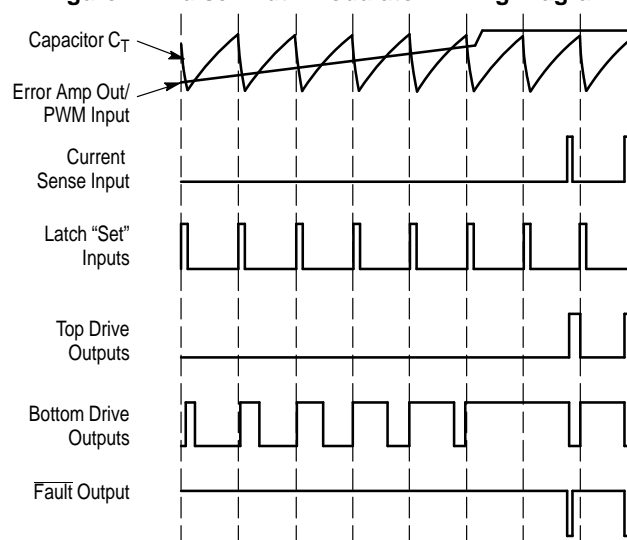 Capacitor CT
Error Amp Out/
PWM Input
Current
Sense Input
Latch “Set”
Inputs
Top Drive
Outputs
Bottom Drive
Outputs
Fault Output